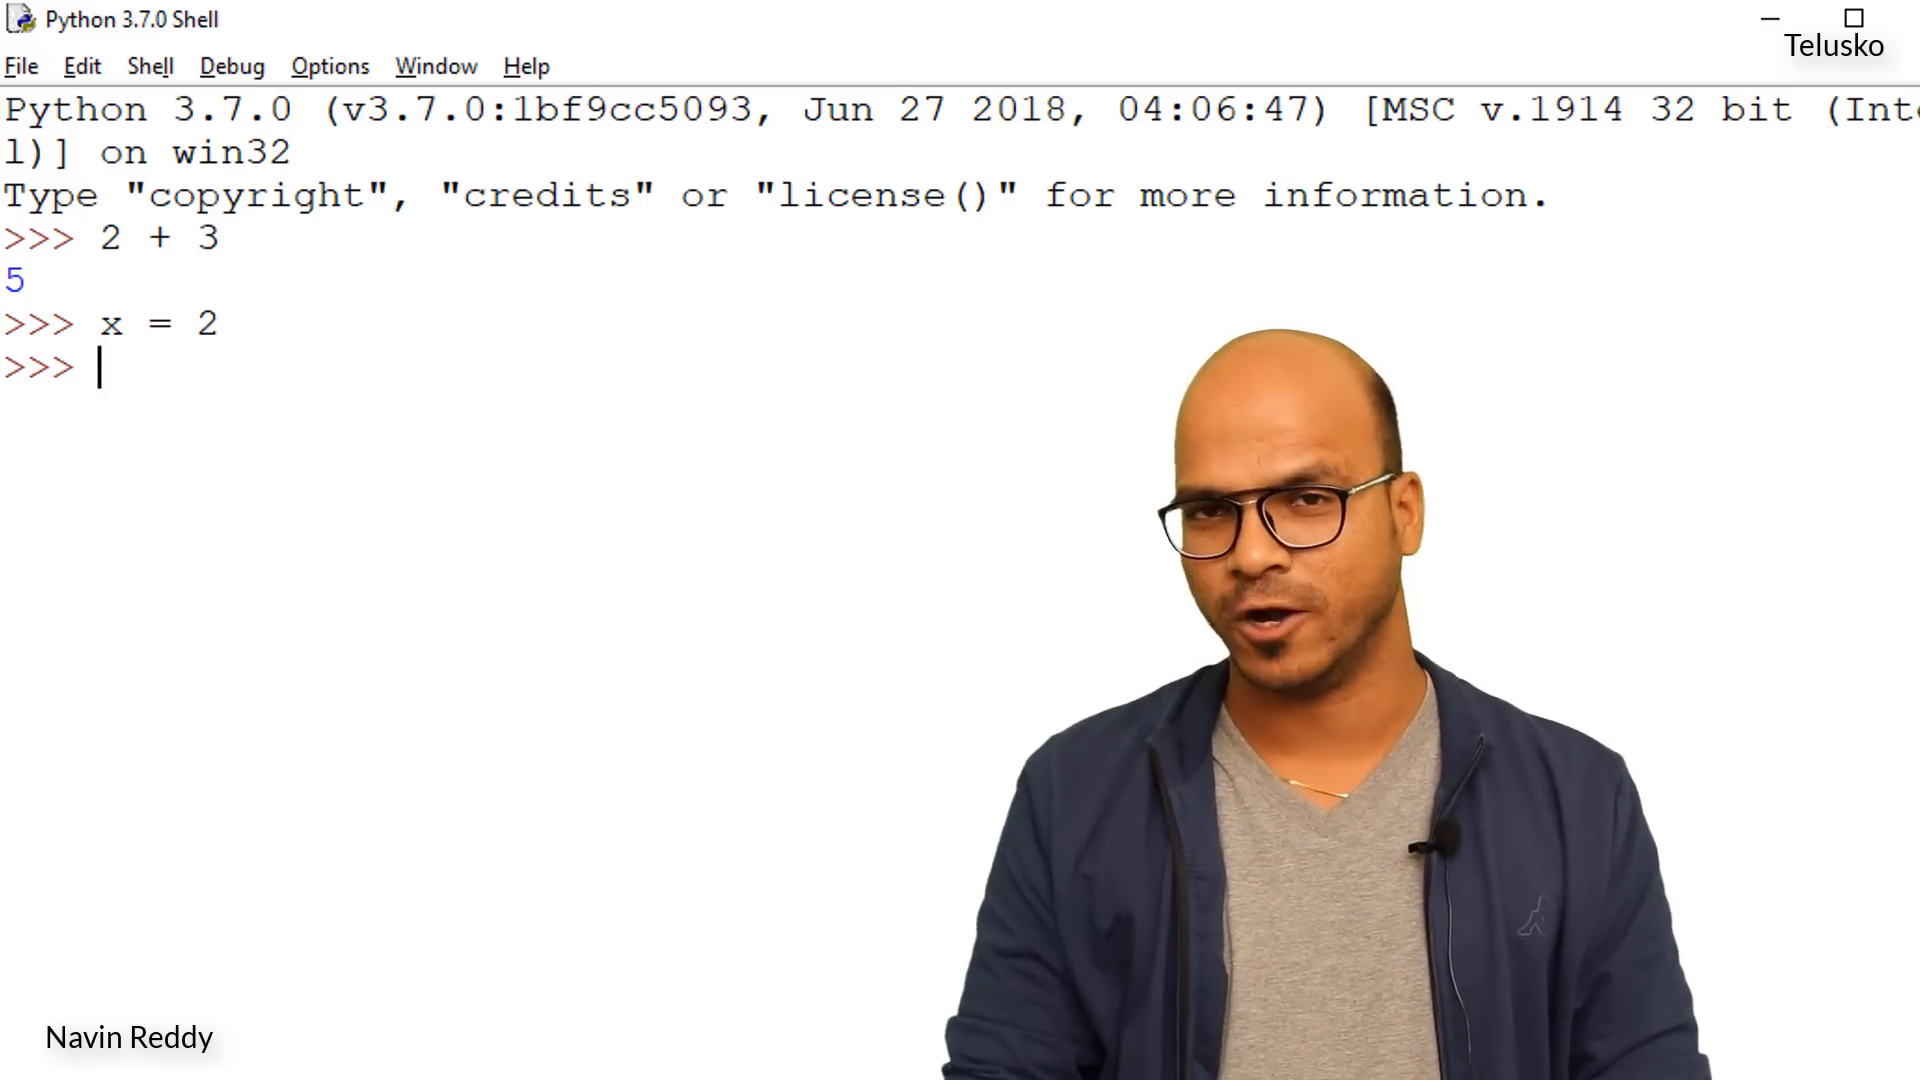 Python 3.7.0 Shell
Telusko
File Edit Shell Debug Options Window Help
Python 3.7.0 (v3.7.0:1bf9cc5093, Jun 27 2018, 04:06:47) [MSC v.1914 32 bit (Inte
l)] on win32
Type "copyright", "credits" or "license()" for more information.
>>> 2 + 3
5
>>> x = 2
>>>
Navin Reddy